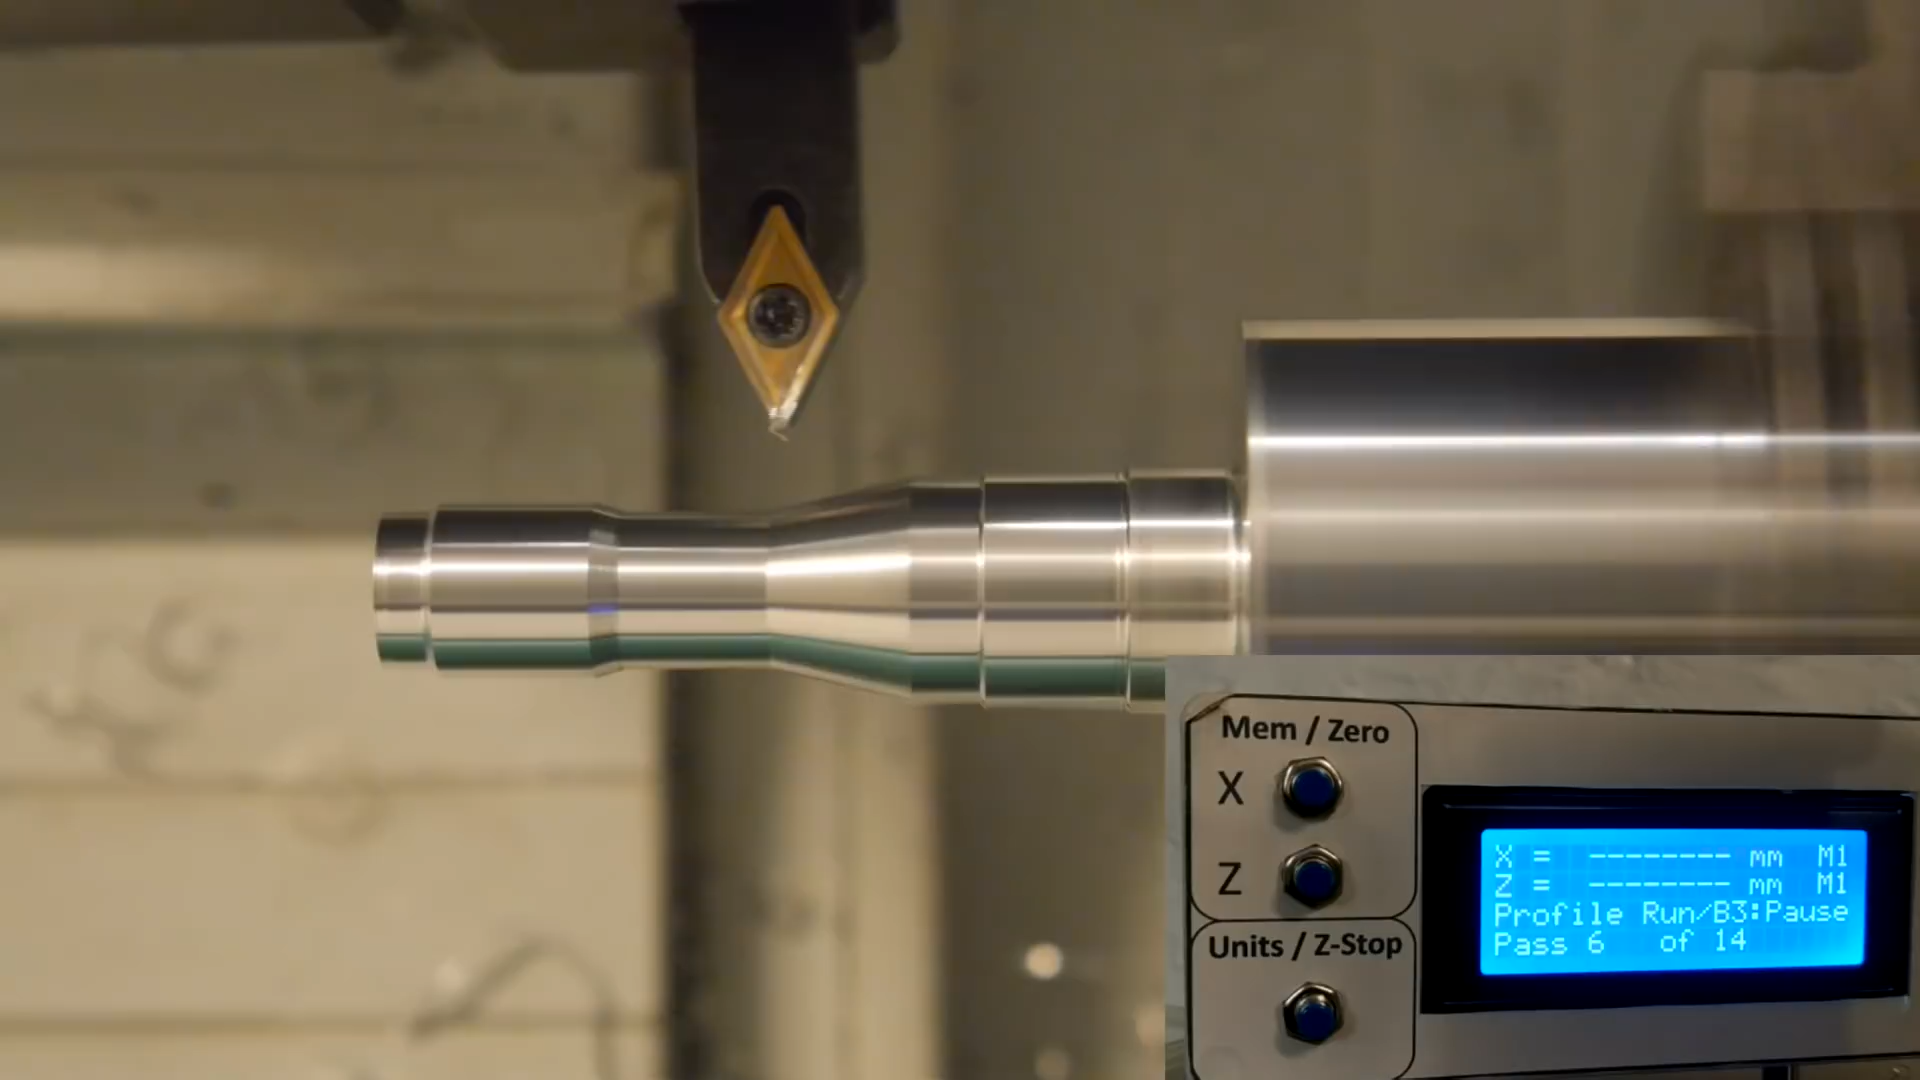 Mem / Zero
X
Z
Units / Z-Stop
X = -------- mm M1
Z = -------- mm M1
Profile Run/B3:Pause
Pass 6 of 14